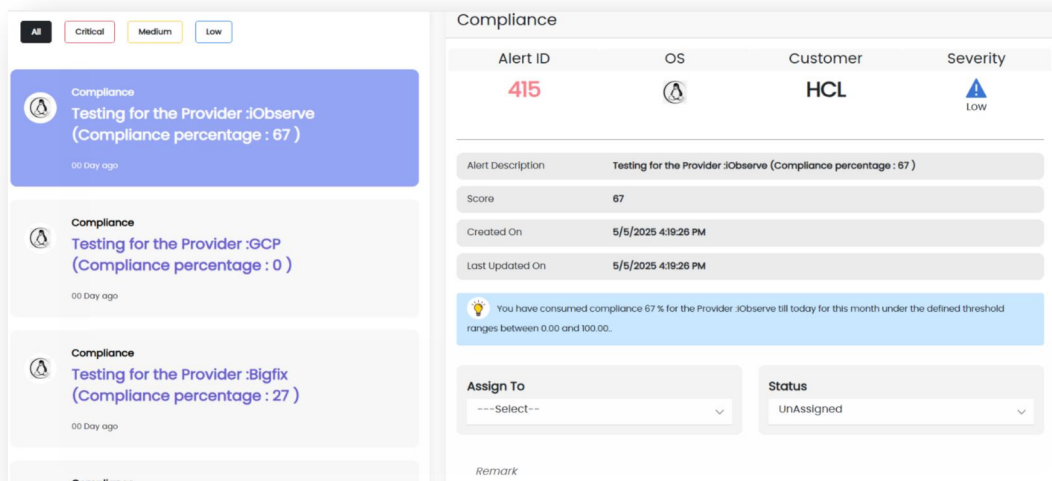 All Critical Medium Low
Compliance
Testing for the Provider :iObserve
(Compliance percentage : 67 )
00 Day ago
Compliance
Testing for the Provider :GCP
(Compliance percentage : 0 )
00 Day ago
Compliance
Testing for the Provider :Bigfix
(Compliance percentage : 27 )
00 Day ago
Compliance
Alert ID OS Customer Severity
415 HCL
Low
Alert Description Testing for the Provider :iObserve (Compliance percentage : 67 )
Score 67
Created On 5/5/2025 4:19:26 PM
Last Updated On 5/5/2025 4:19:26 PM
You have consumed compliance 67 % for the Provider :iObserve till today for this month under the defined threshold
ranges between 0.00 and 100.00..
Assign To Status
---Select-- UnAssigned
Remark